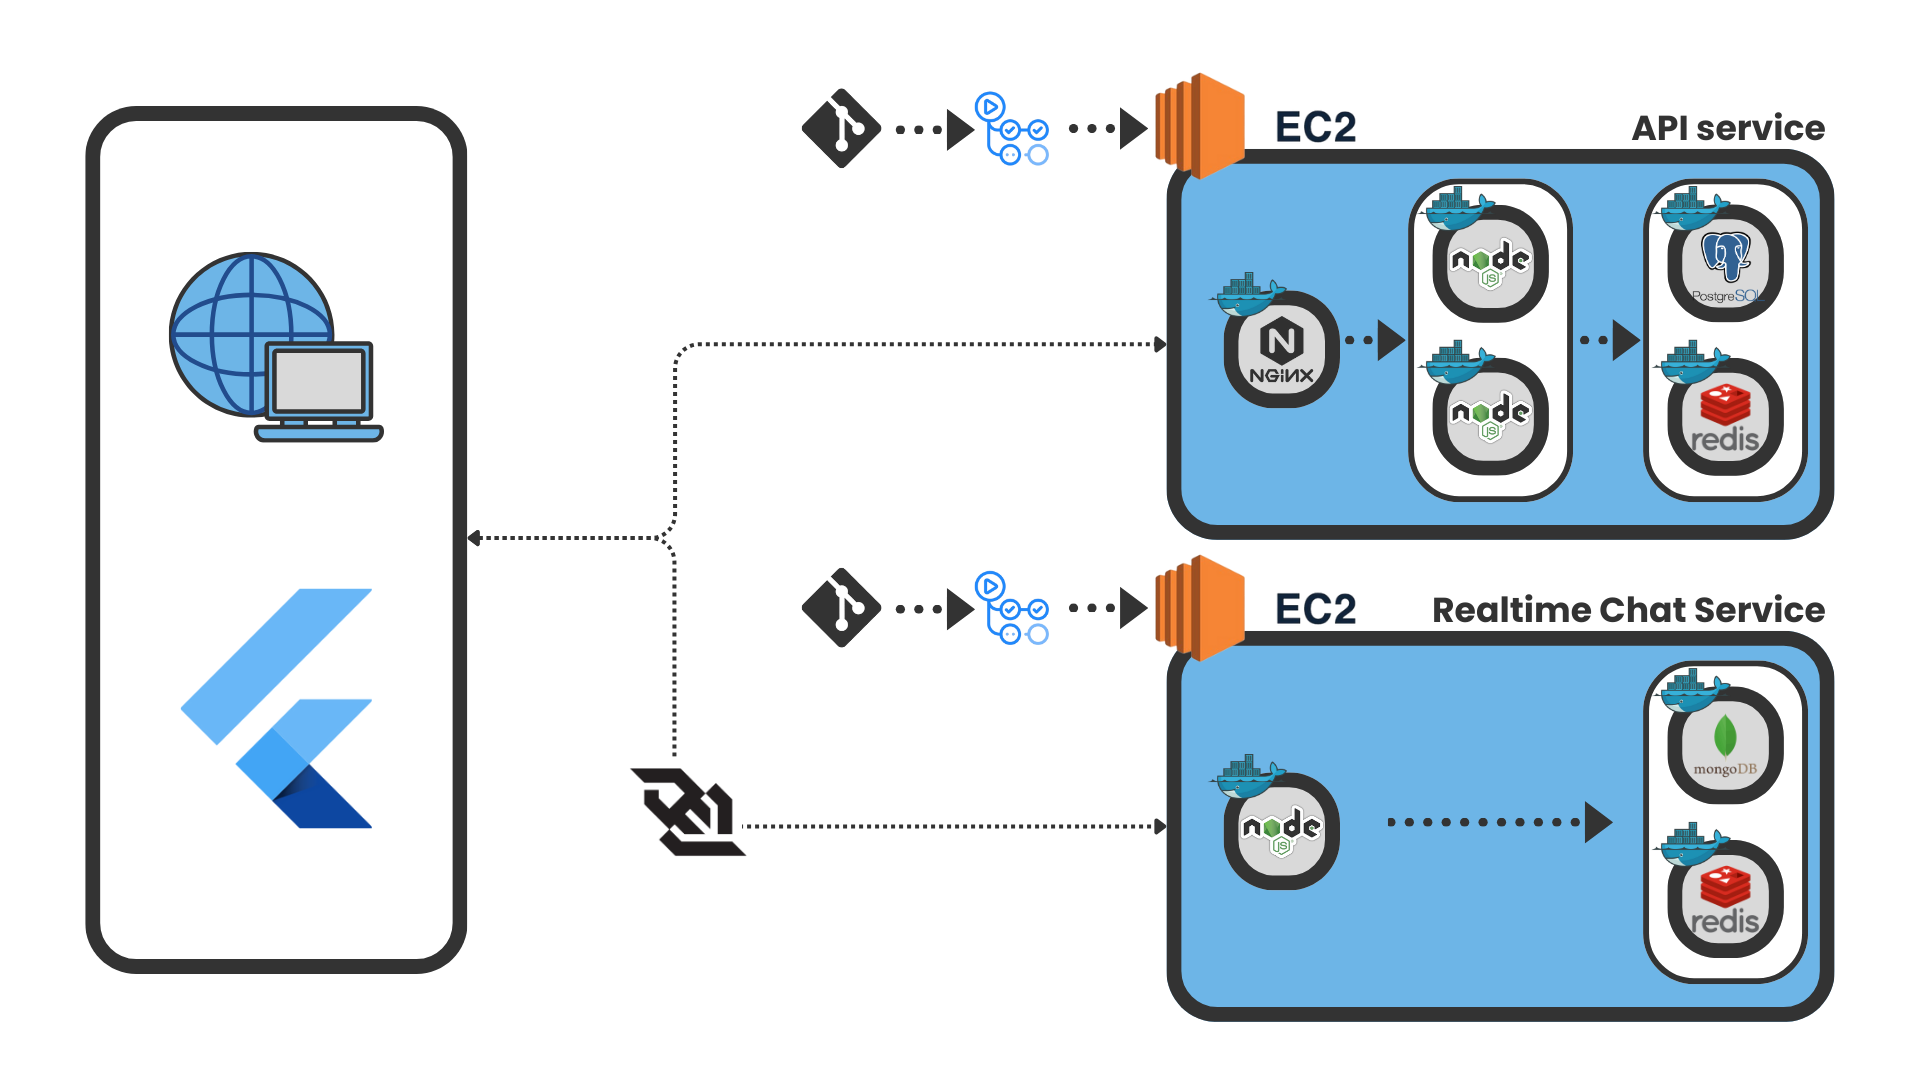 EC2
API service
node
JS
PostgreSQL
NGiNX
node
JS
redis
EC2
Realtime Chat Service
mongoDB
node
JS
redis